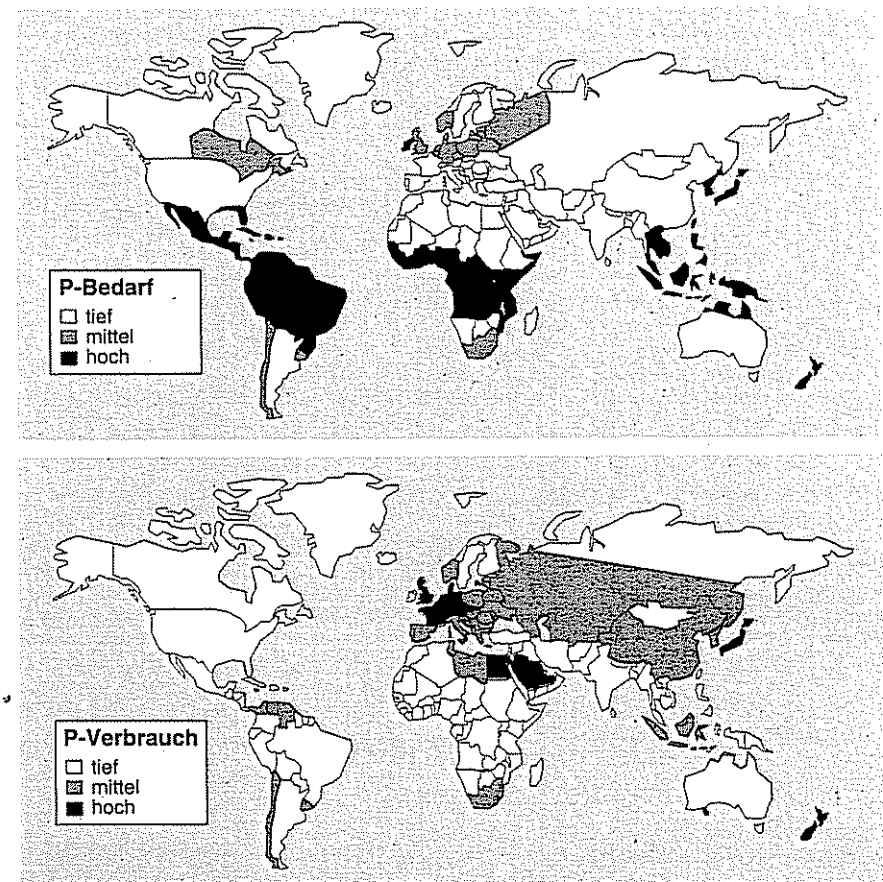 P-Bedarf
tief
mittel
hoch
P-Verbrauch
tief
mittel
hoch